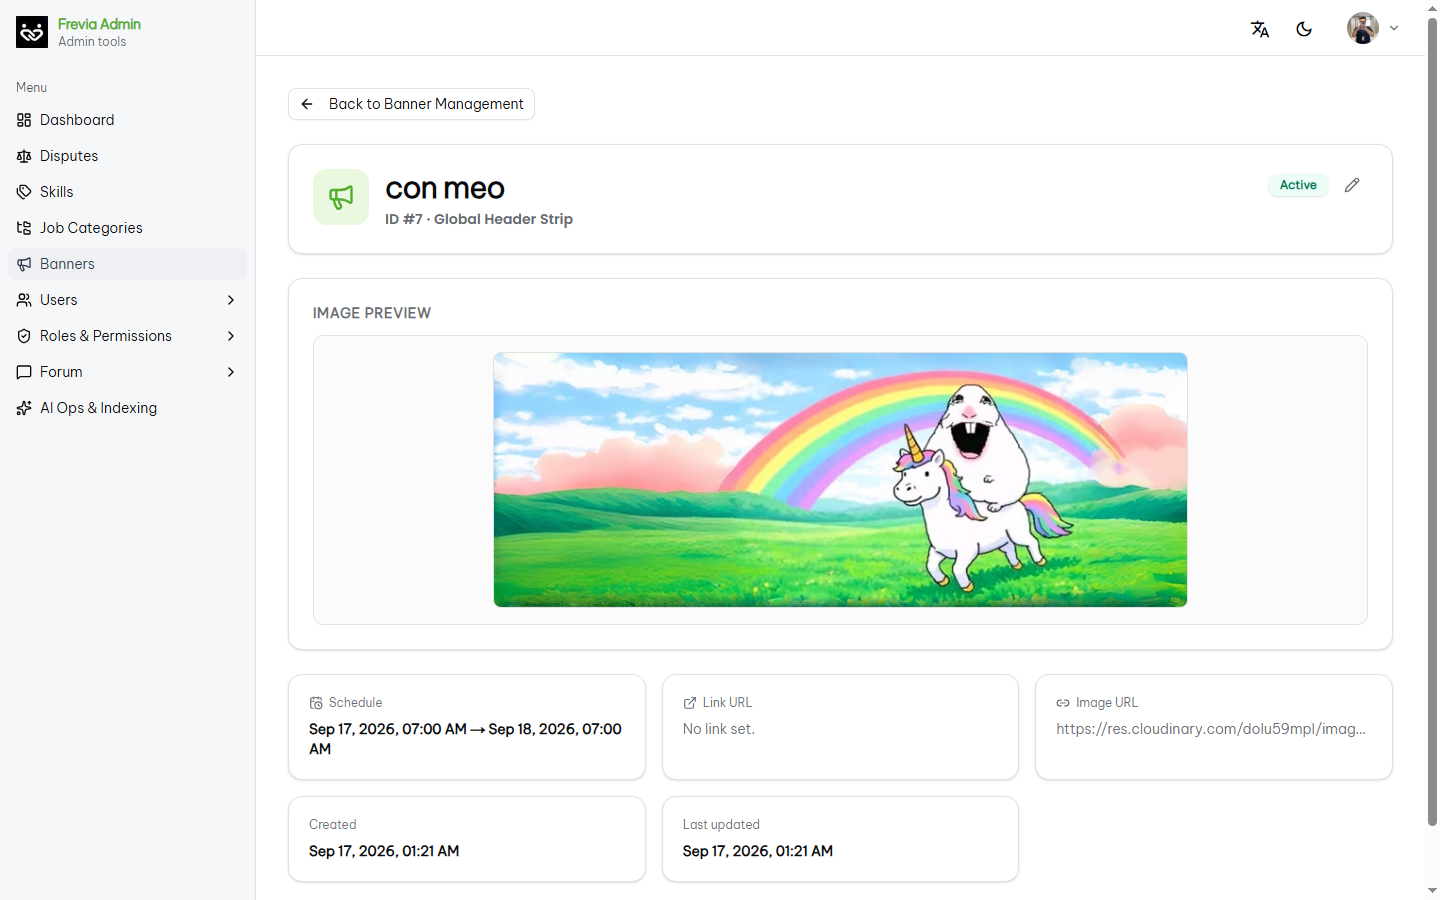 Frevia Admin
Admin tools
Menu
Dashboard
Disputes
Skills
Job Categories
Banners
Users
Roles & Permissions
Forum
AI Ops & Indexing
Back to Banner Management
con meo
ID #7 · Global Header Strip
Active
IMAGE PREVIEW
Schedule
Sep 17, 2026, 07:00 AM → Sep 18, 2026, 07:00
AM
Link URL
No link set.
Image URL
https://res.cloudinary.com/dolu59mpl/imag...
Created
Sep 17, 2026, 01:21 AM
Last updated
Sep 17, 2026, 01:21 AM